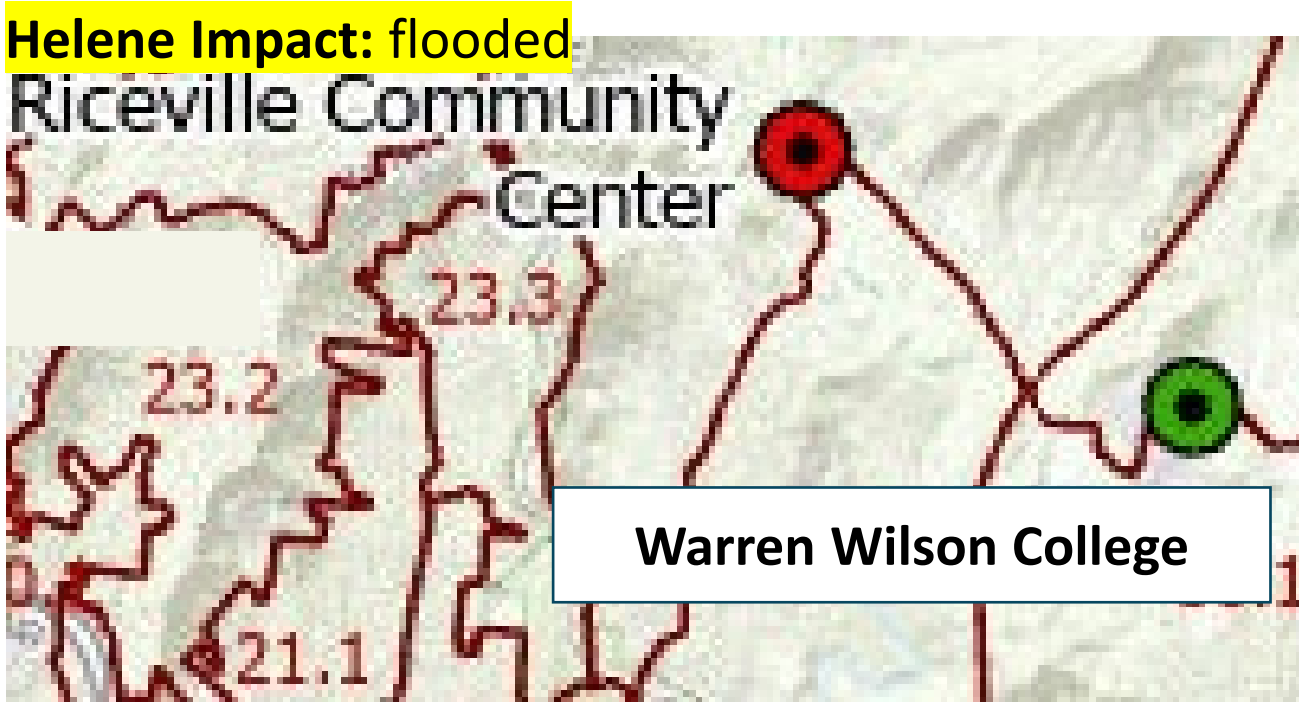 Helene Impact: flooded
Riceville Community
Center
23.3
23.2
Warren Wilson College
21.1